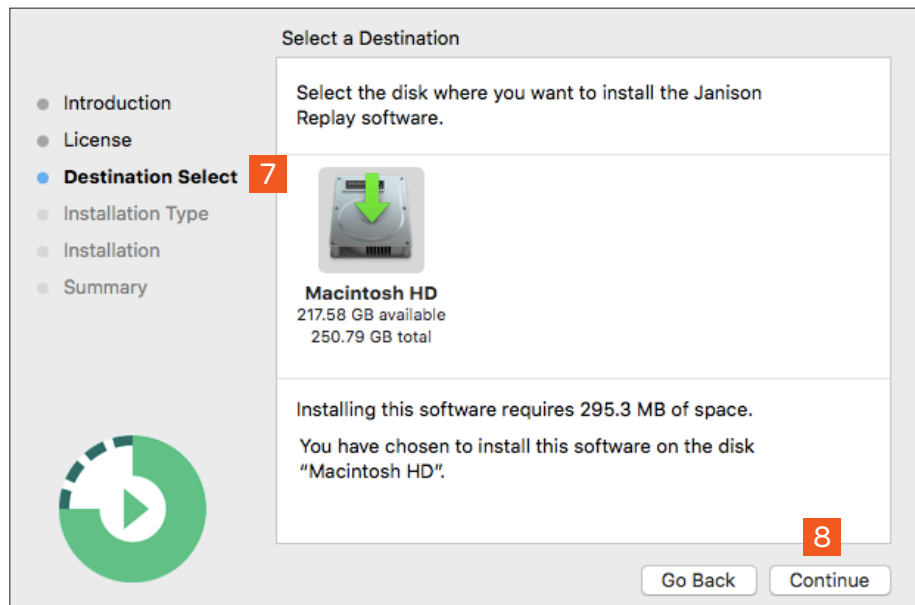 Select a Destination
Introduction
License
Destination Select
7
Installation Type
Installation
Summary
Select the disk where you want to install the Janison
Replay software.
Macintosh HD
217.58 GB available
250.79 GB total
Installing this software requires 295.3 MB of space.
You have chosen to install this software on the disk
“Macintosh HD”.
8
Go Back
Continue